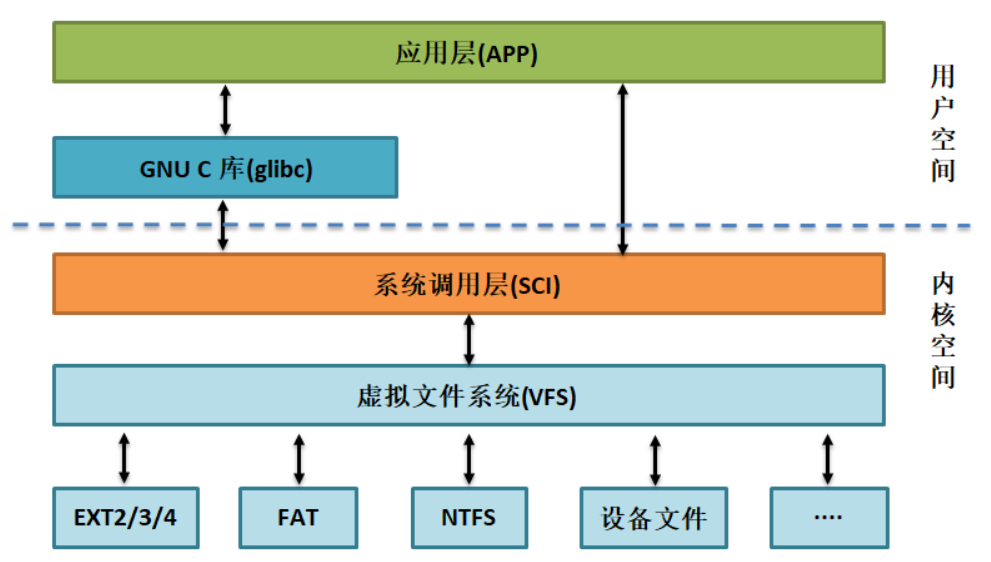 应用层(APP)
用户空间
GNU C 库(glibc)
系统调用层(SCI)
内核空间
虚拟文件系统(VFS)
EXT2/3/4
FAT
NTFS
设备文件
....